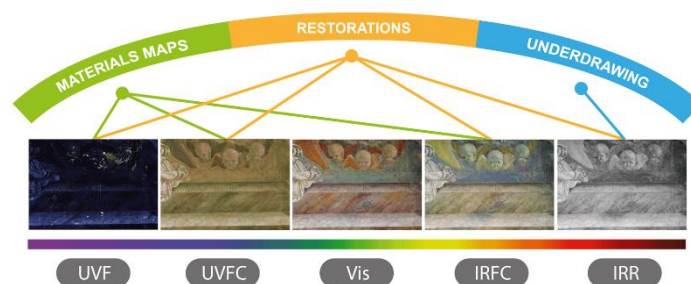 MATERIALS MAPS
RESTORATIONS
UNDERDRAWING
UVF
UVFC
Vis
IRFC
IRR